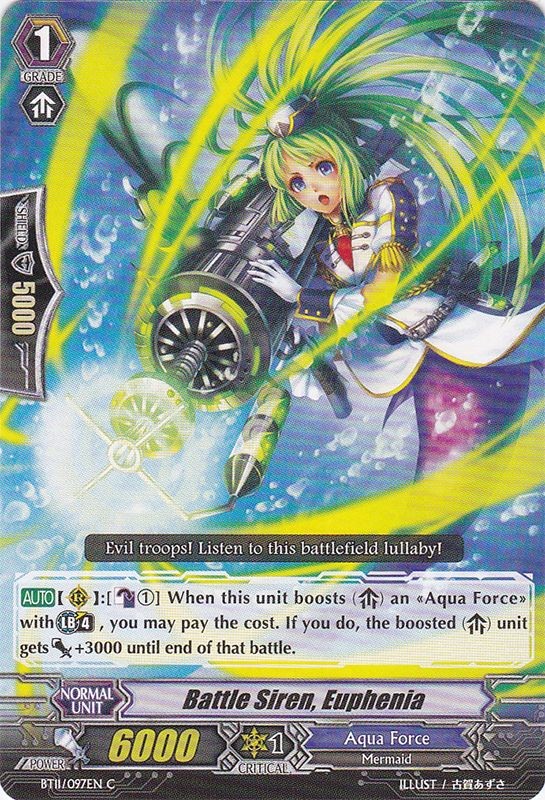 1
GRADE
SHIELD
5000
Evil troops! Listen to this battlefield lullaby!
AUTO [R]:[①] When this unit boosts () an «Aqua Force»
with LB4, you may pay the cost. If you do, the boosted () unit
gets +3000 until end of that battle.
NORMAL
UNIT
Battle Siren, Euphenia
POWER
6000
1
CRITICAL
Aqua Force
Mermaid
BT11/097EN C
ILLUST / 古賀あずさ